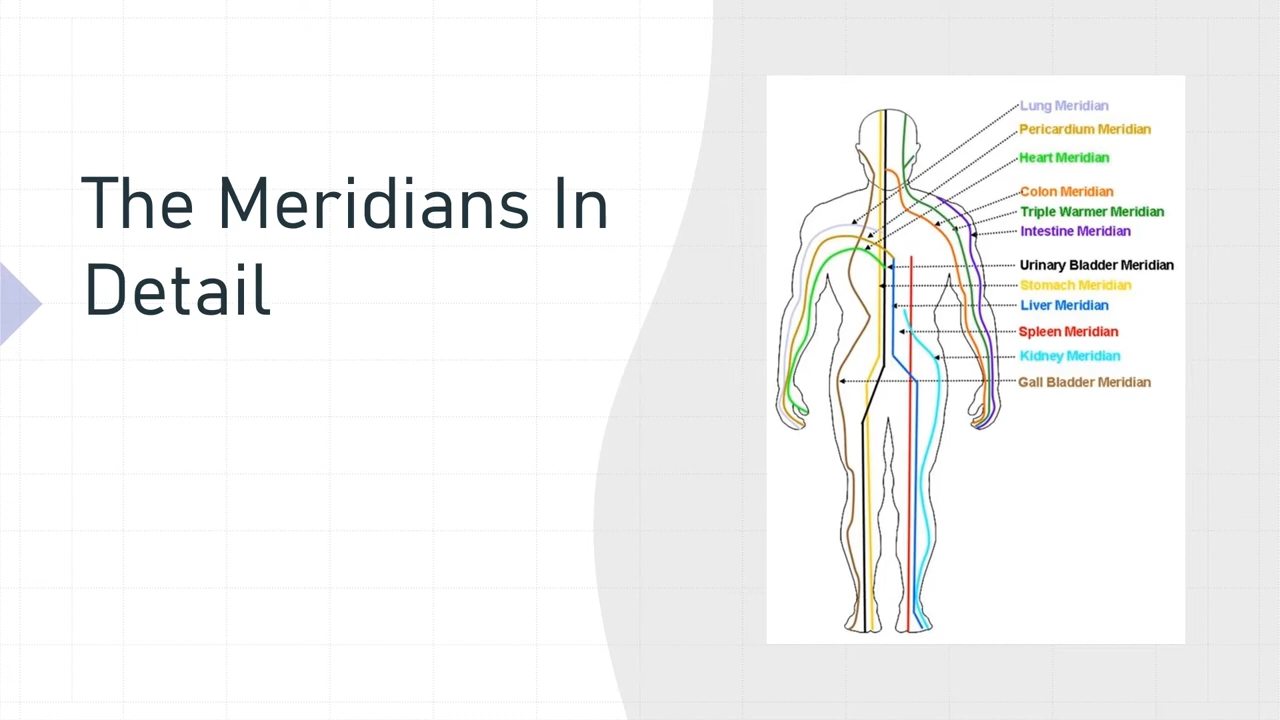 The Meridians In
Detail
Lung Meridian
Pericardium Meridian
Heart Meridian
Colon Meridian
Triple Warmer Meridian
Intestine Meridian
Urinary Bladder Meridian
Stomach Meridian
Liver Meridian
Spleen Meridian
Kidney Meridian
Gall Bladder Meridian